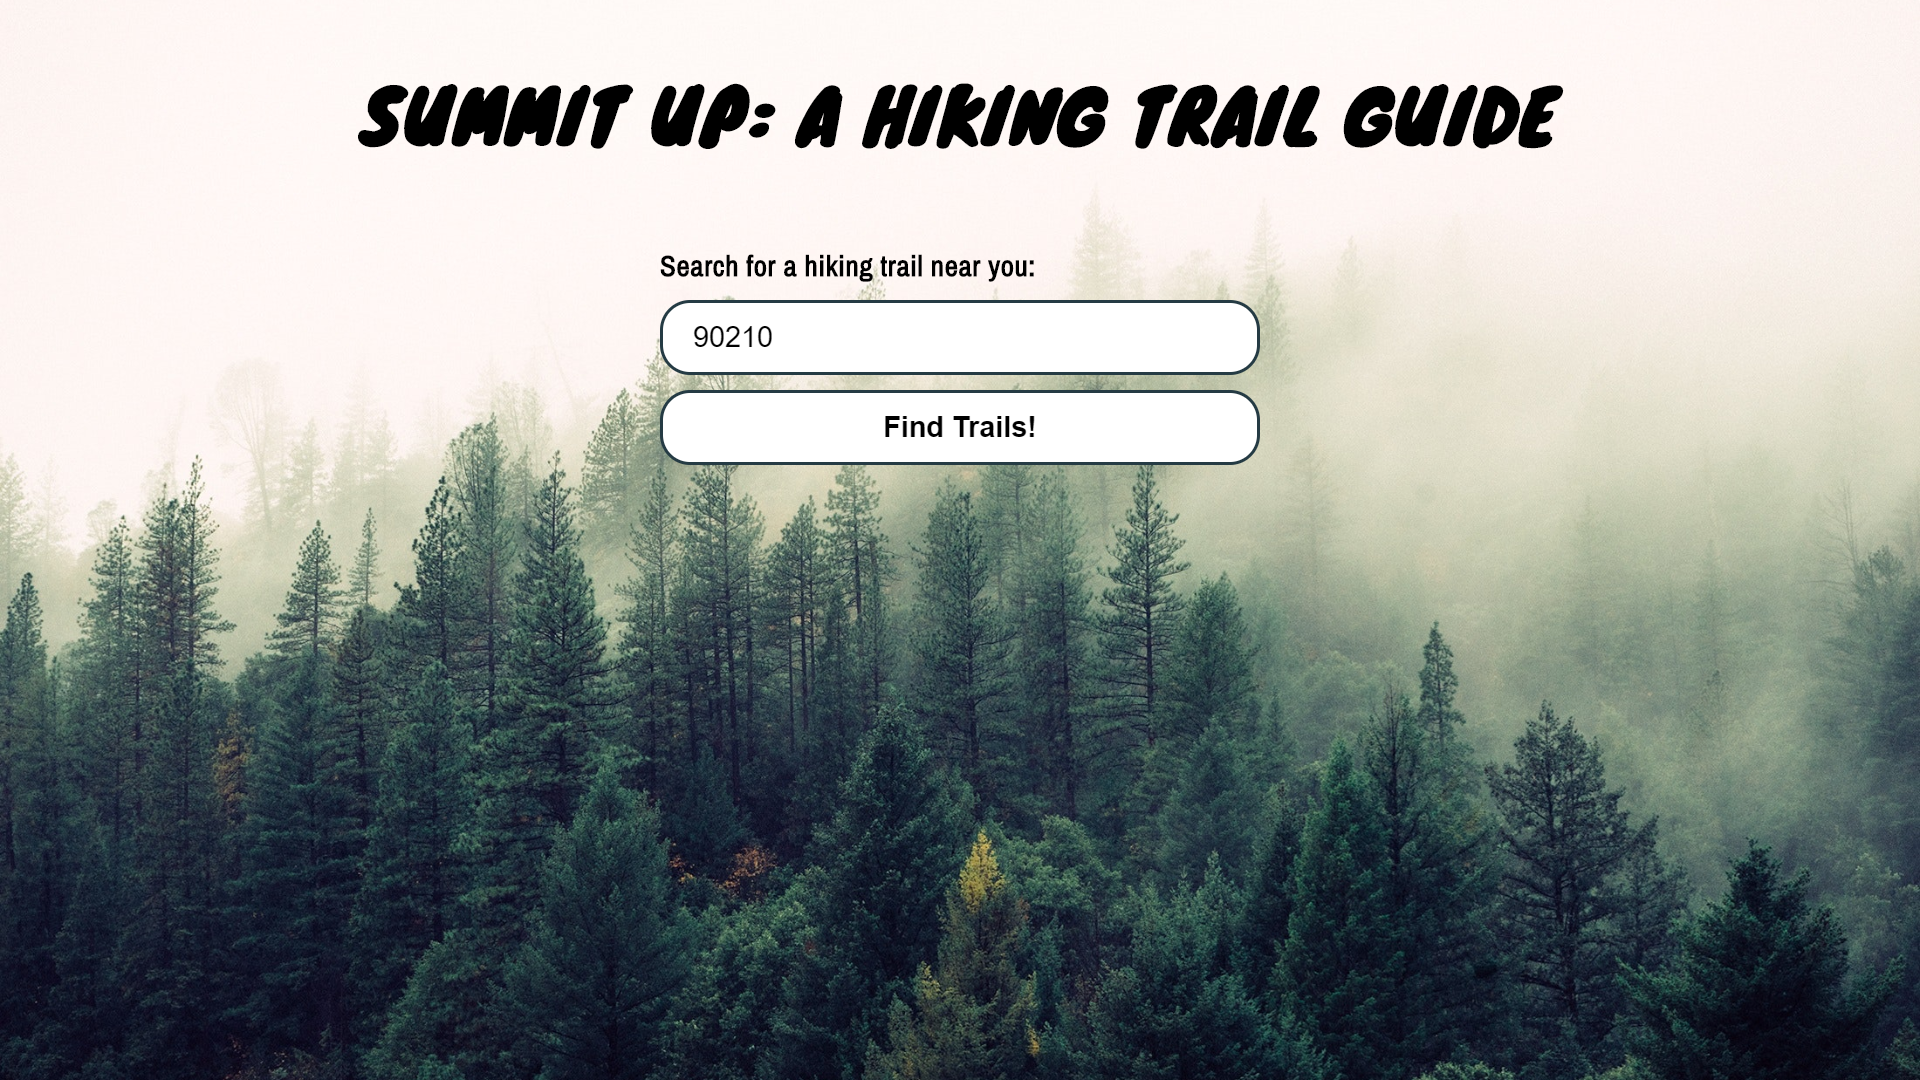 SUMMIT UP: A HIKING TRAIL GUIDE
Search for a hiking trail near you:
90210
Find Trails!